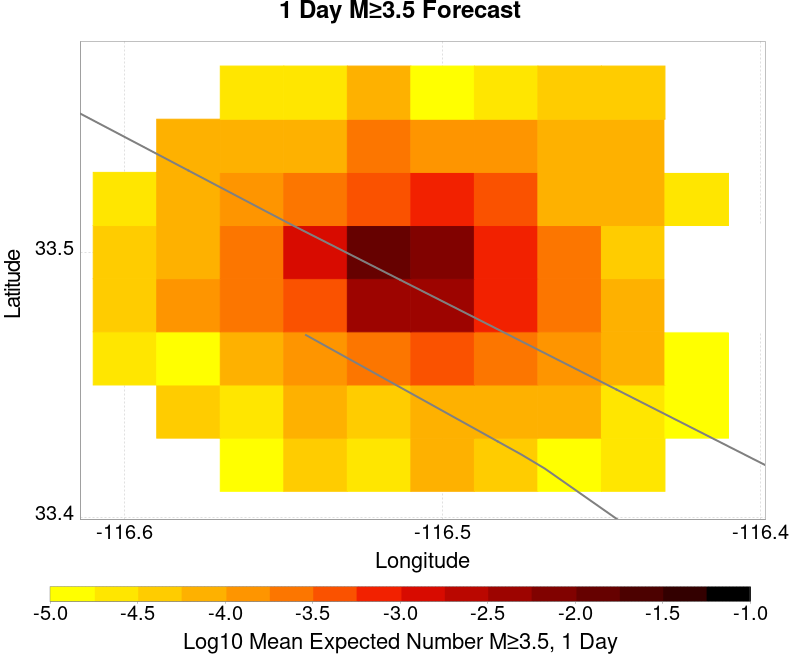 1 Day M≥3.5 Forecast
Latitude
33.5
33.4
-116.6 -116.5 -116.4
Longitude
-5.0 -4.5 -4.0 -3.5 -3.0 -2.5 -2.0 -1.5 -1.0
Log10 Mean Expected Number M≥3.5, 1 Day